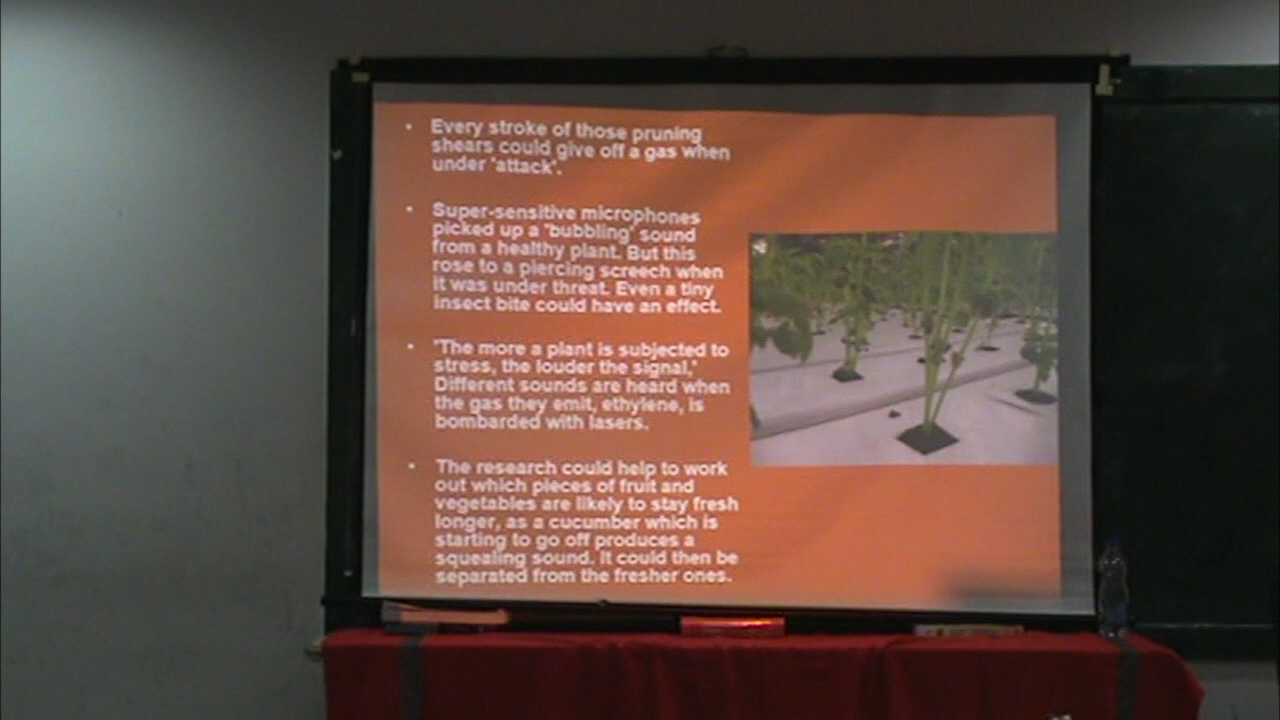 • Every stroke of those pruning
shears could give off a gas when
under 'attack'.
• Super-sensitive microphones
picked up a 'bubbling' sound
from a healthy plant. But this
rose to a piercing screech when
it was under threat. Even a tiny
insect bite could have an effect.
• 'The more a plant is subjected to
stress, the louder the signal,'
Different sounds are heard when
the gas they emit, ethylene, is
bombarded with lasers.
• The research could help to work
out which pieces of fruit and
vegetables are likely to stay fresh
longer, as a cucumber which is
starting to go off produces a
squealing sound. It could then be
separated from the fresher ones.